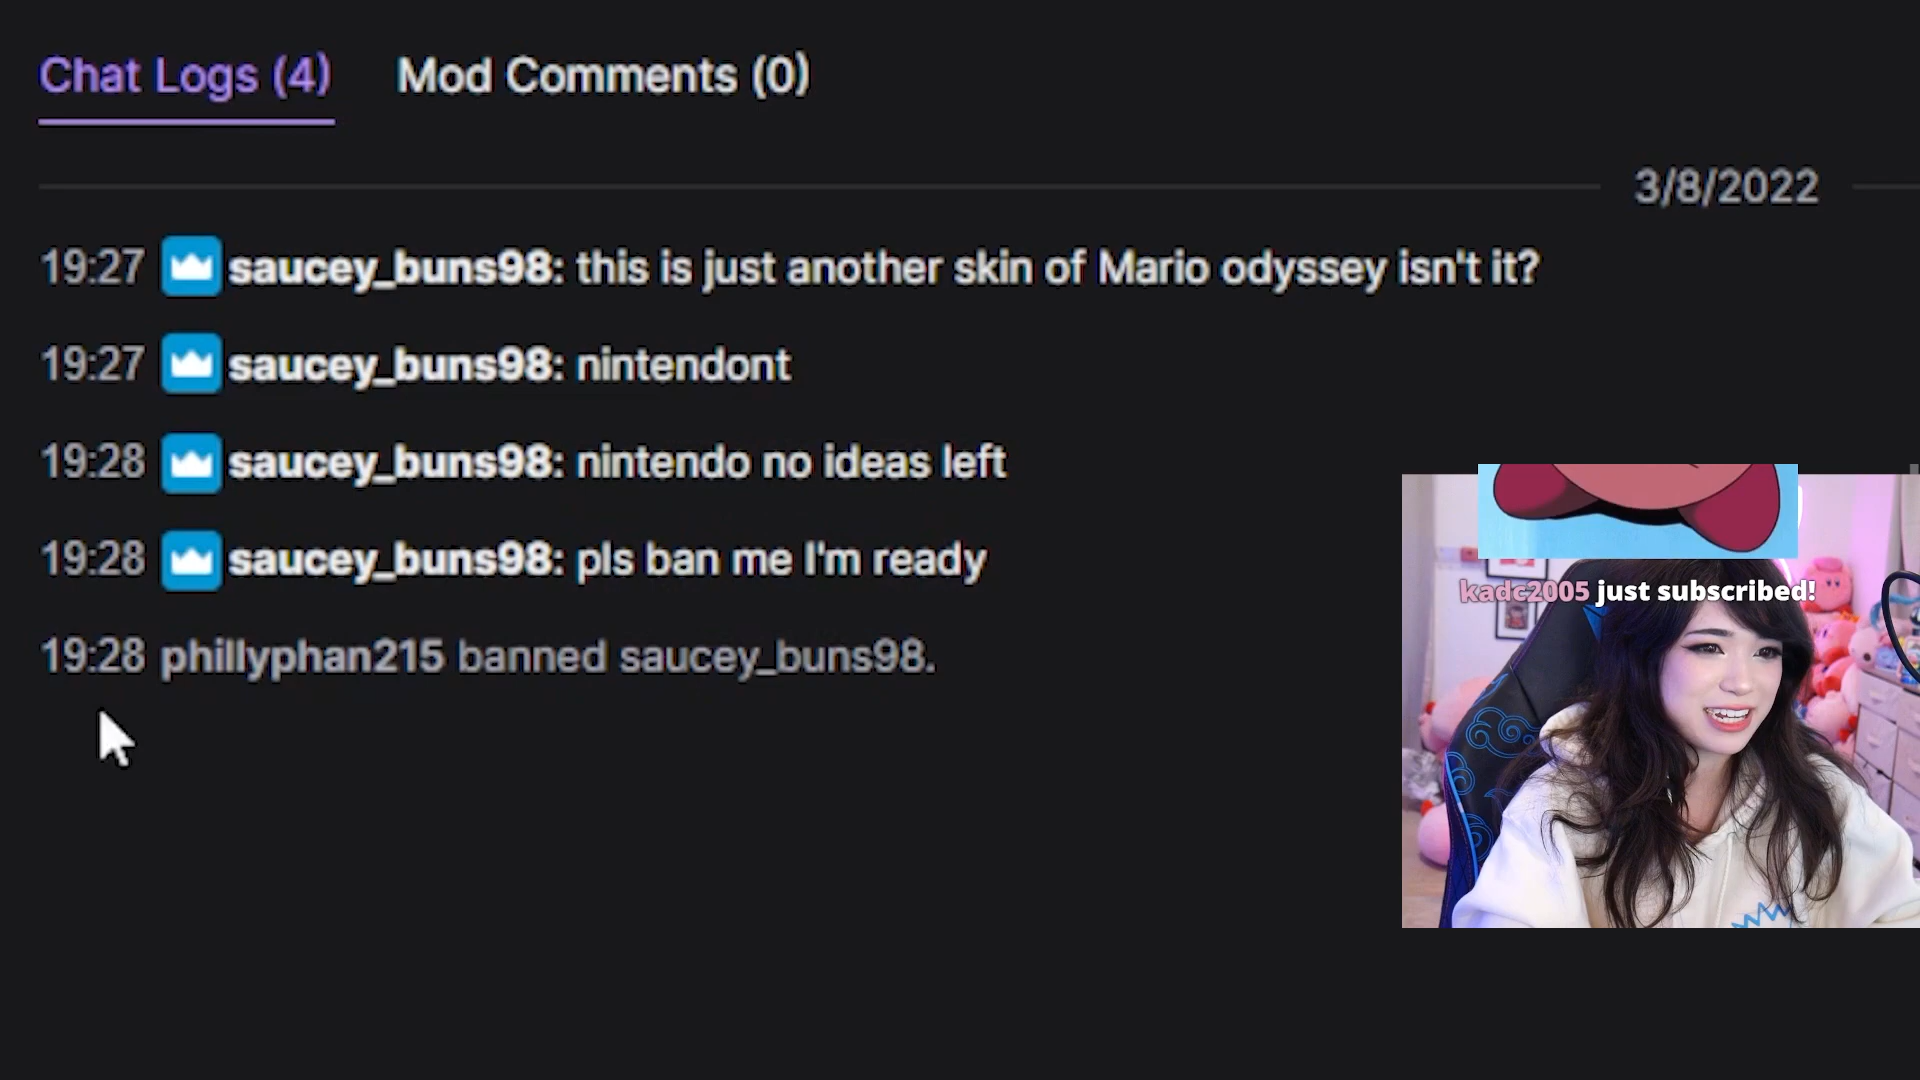 Chat Logs (4) Mod Comments (0)
3/8/2022
19:27 saucey_buns98: this is just another skin of Mario odyssey isn't it?
19:27 saucey_buns98: nintendont
19:28 saucey_buns98: nintendo no ideas left
19:28 saucey_buns98: pls ban me I'm ready
19:28 phillyphan215 banned saucey_buns98.
kadc2005 just subscribed!